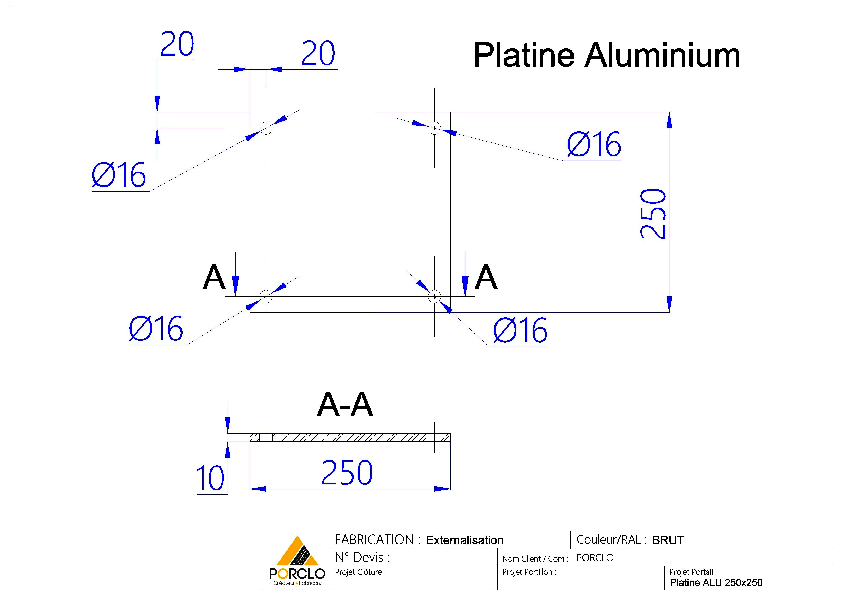 20
20
Platine Aluminium
Ø16
Ø16
250
A
A
Ø16
Ø16
A-A
10
250
FABRICATION : Externalisation
Couleur/RAL : BRUT
N° Devis :
Nom Client / Com :
PORCLO
Projet Clôture
Projet Portillon :
Projet Portail
Platine ALU 250x250
PORCLO